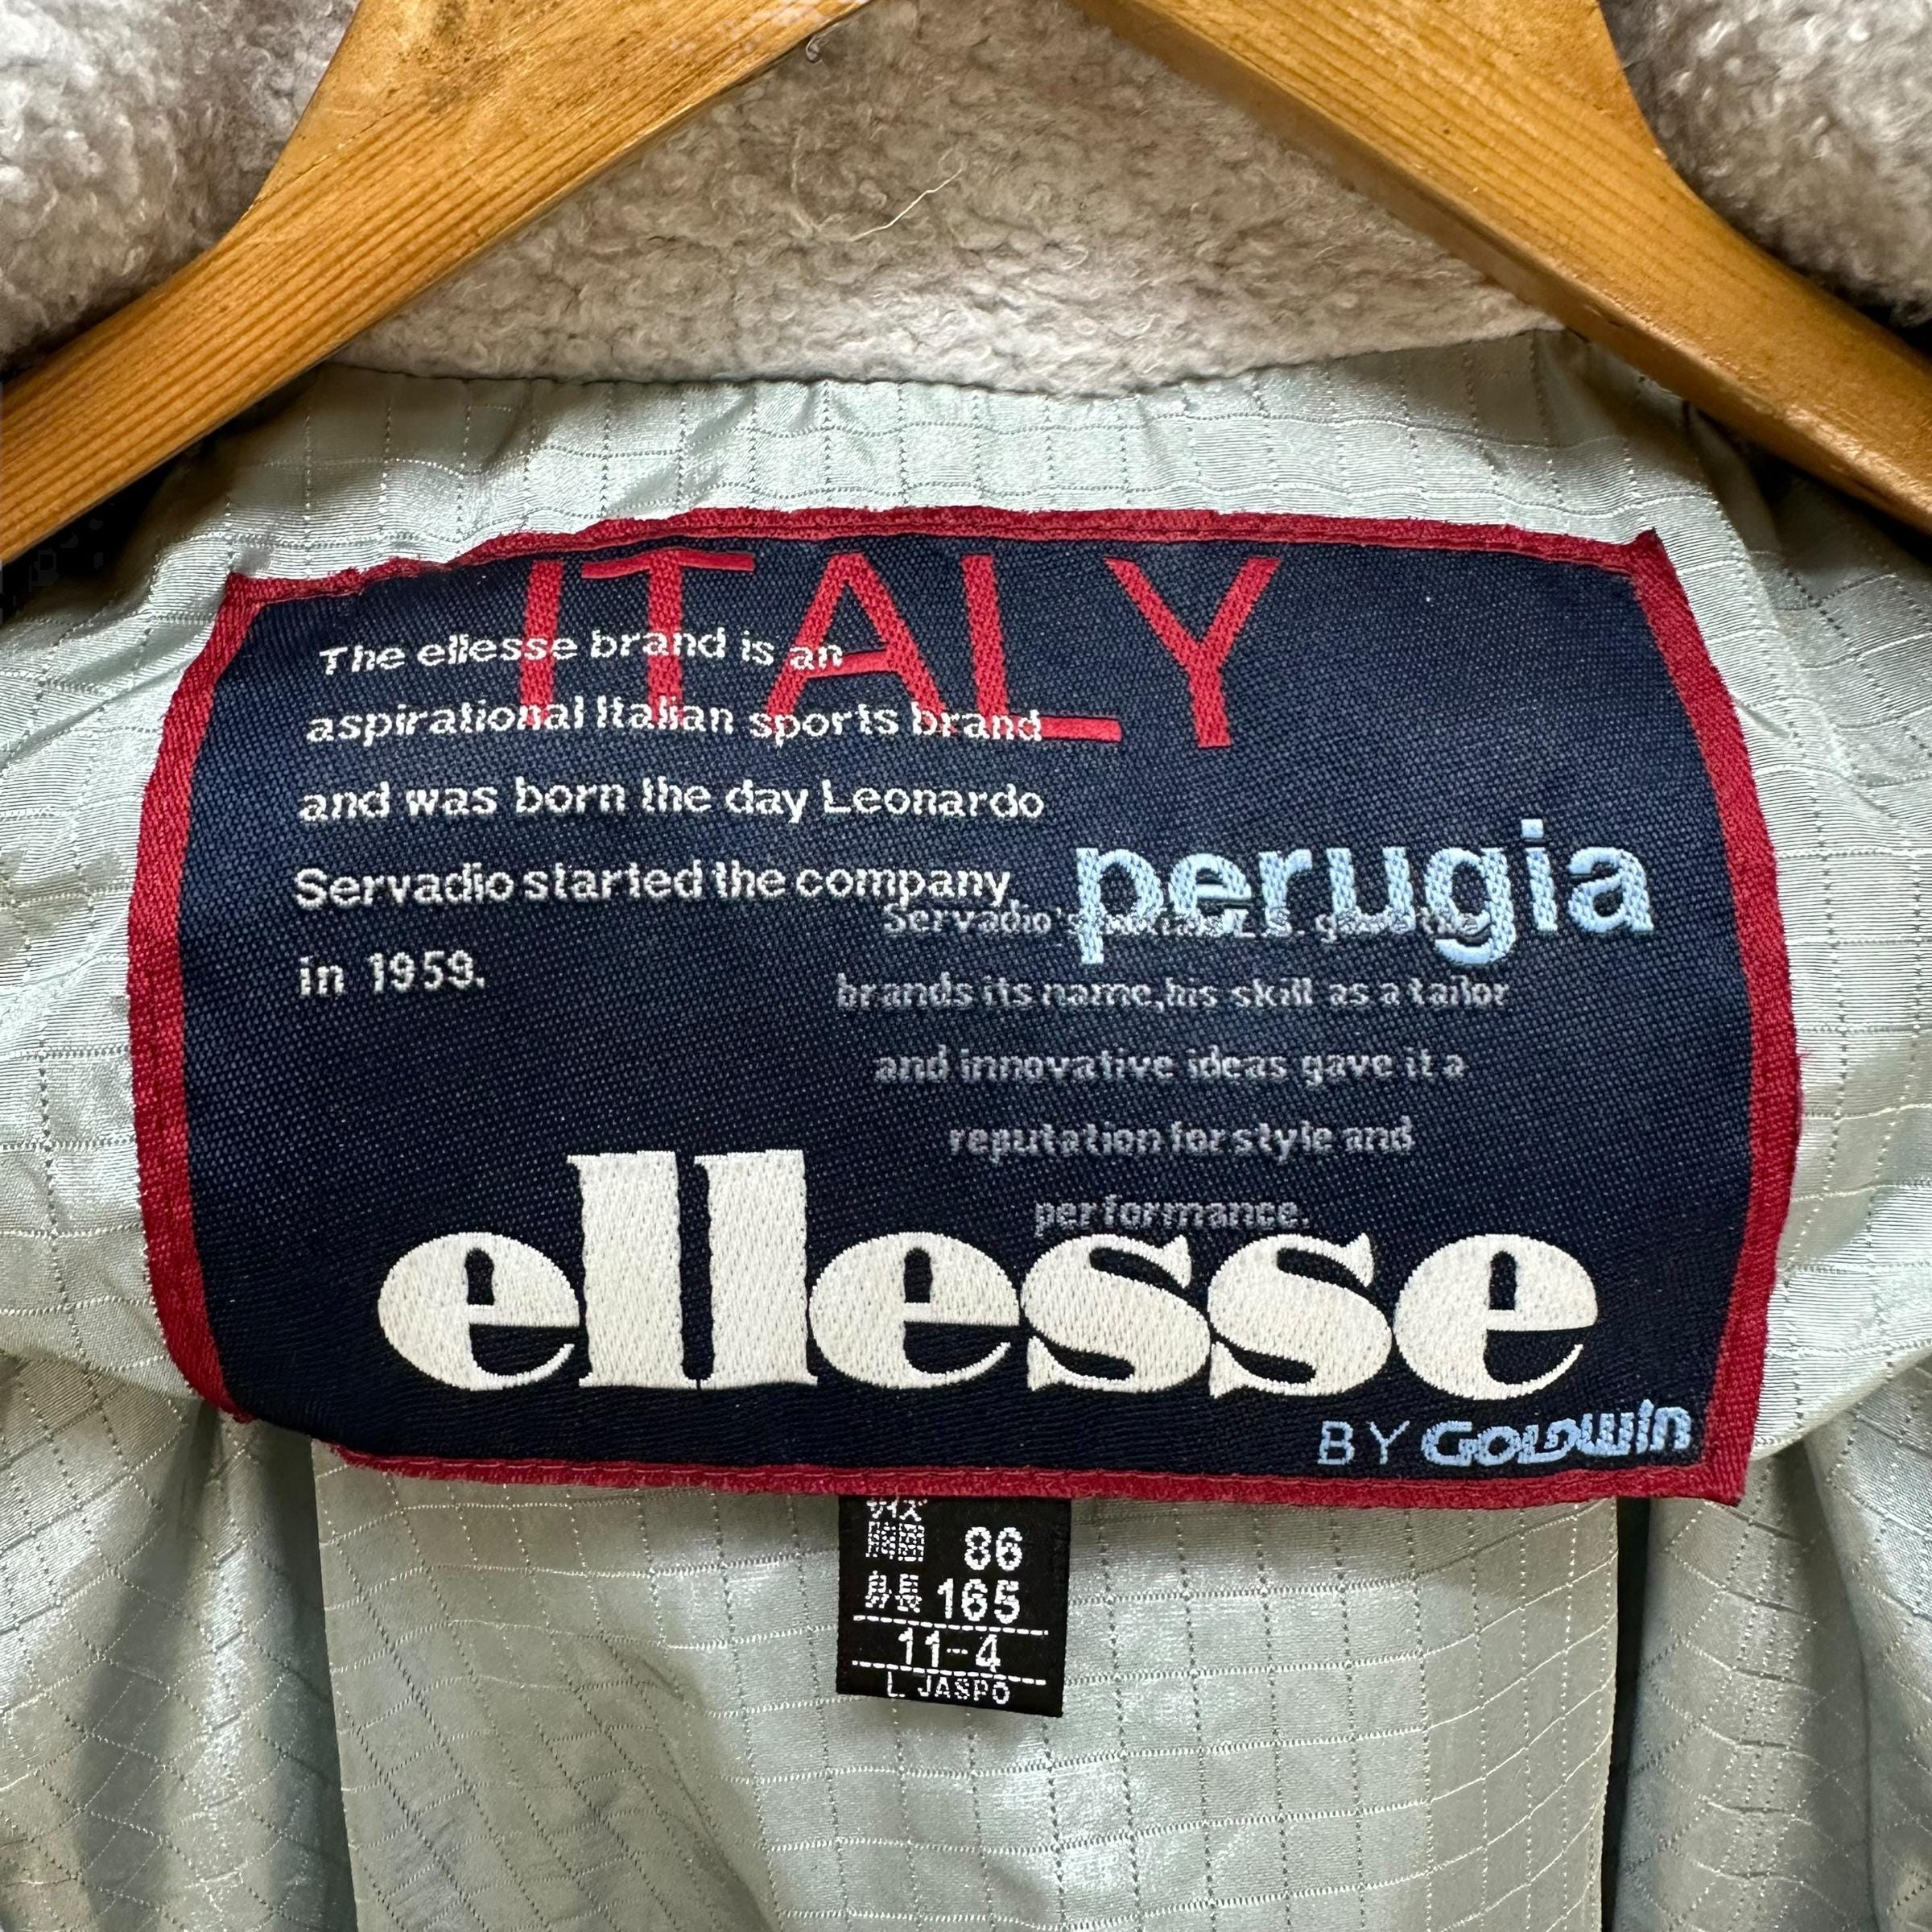 ITALY
The ellesse brand is an
aspirational Italian sports brand
and was born the day Leonardo
Servadio started the company
in 1959.
perugia
Servadio's
brands its name,his skill as a tailor
and innovative ideas gave it a
reputation for style and
performance.
ellesse
BY GOLDWIN
サイズ
86
身長 165
11-4
L JASPO